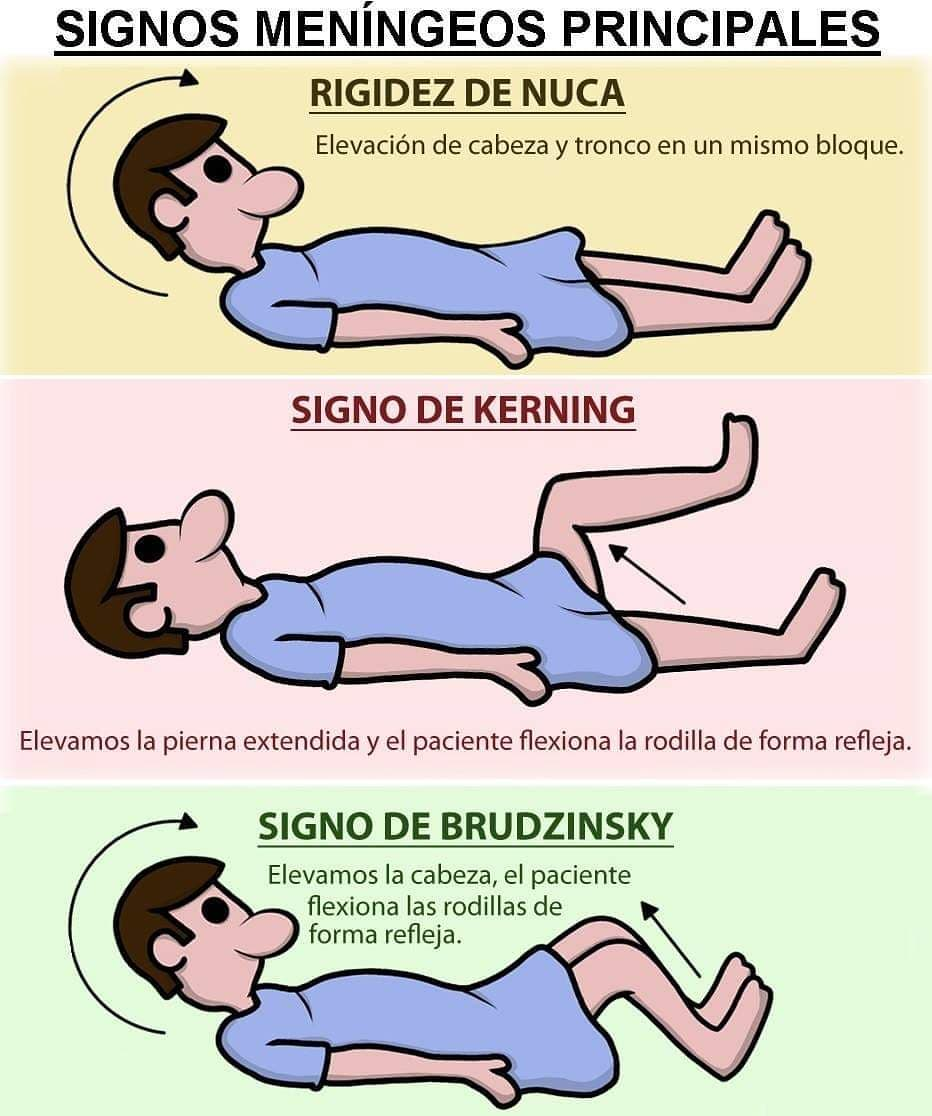 SIGNOS MENÍNGEOS PRINCIPALES
RIGIDEZ DE NUCA
Elevación de cabeza y tronco en un mismo bloque.
SIGNO DE KERNING
Elevamos la pierna extendida y el paciente flexiona la rodilla de forma refleja.
SIGNO DE BRUDZINSKY
Elevamos la cabeza, el paciente
flexiona las rodillas de
forma refleja.